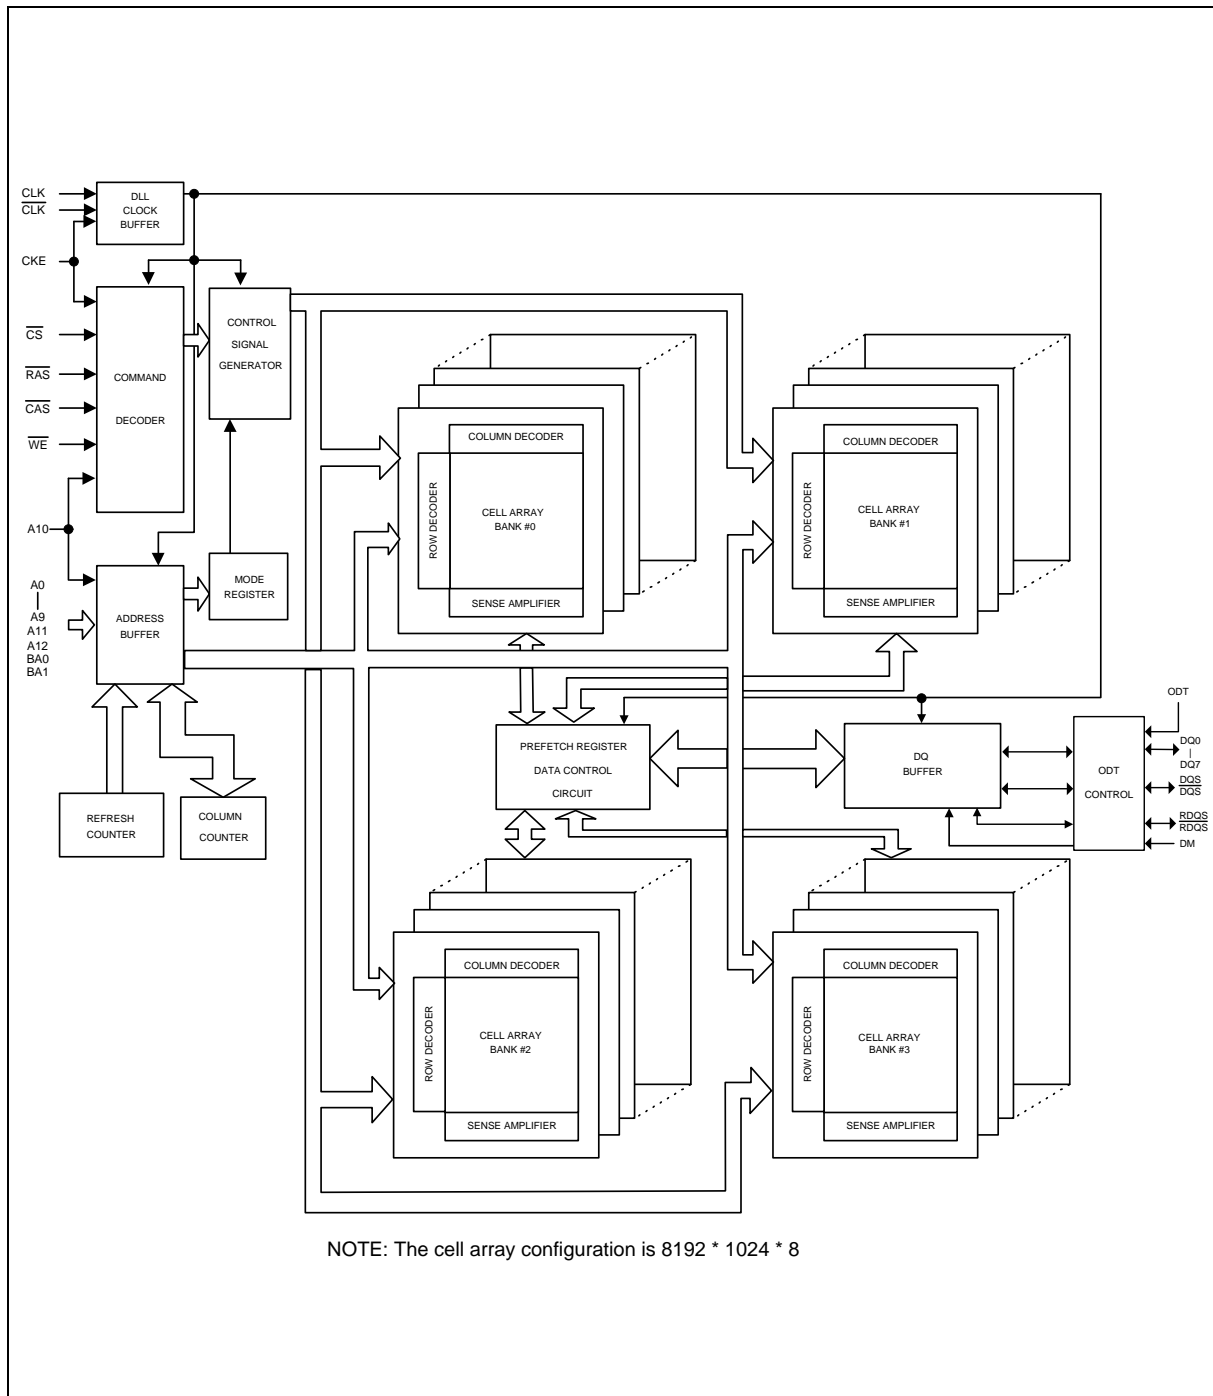 CLK
CLK
CKE
DLL
CLOCK
BUFFER
CS
RAS
CAS
WE
COMMAND
DECODER
CONTROL
SIGNAL
GENERATOR
A10
A0
A9
A11
A12
BA0
BA1
ADDRESS
BUFFER
MODE
REGISTER
REFRESH
COUNTER
COLUMN
COUNTER
COLUMN DECODER
ROW DECODER
CELL ARRAY
BANK #0
SENSE AMPLIFIER
COLUMN DECODER
ROW DECODER
CELL ARRAY
BANK #1
SENSE AMPLIFIER
PREFETCH REGISTER
DATA CONTROL
CIRCUIT
DQ
BUFFER
ODT
CONTROL
ODT
DQ0
|
DQ7
DQS
DQS
RDQS
RDQS
DM
COLUMN DECODER
ROW DECODER
CELL ARRAY
BANK #2
SENSE AMPLIFIER
COLUMN DECODER
ROW DECODER
CELL ARRAY
BANK #3
SENSE AMPLIFIER
NOTE: The cell array configuration is 8192 * 1024 * 8